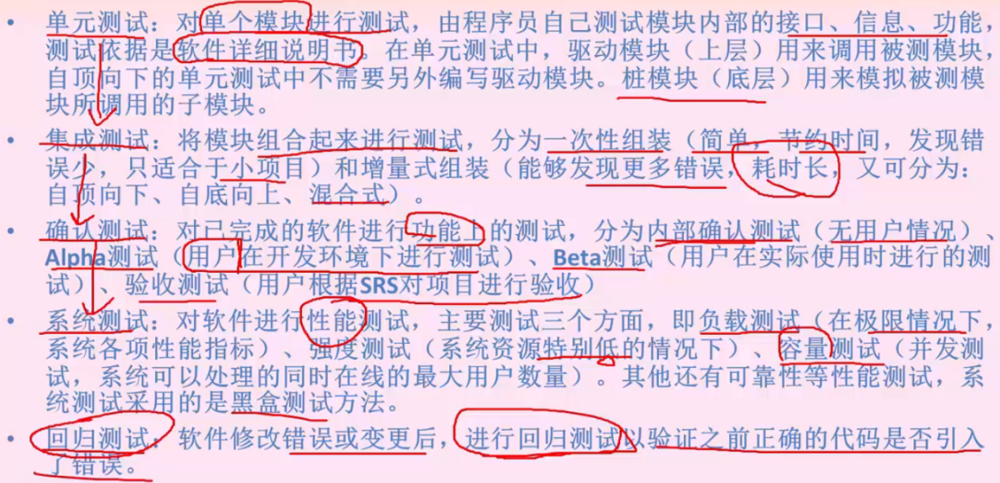 • 单元测试：对单个模块进行测试，由程序员自己测试模块内部的接口、信息、功能，
测试依据是软件详细说明书。在单元测试中，驱动模块（上层）用来调用被测模块，
自顶向下的单元测试中不需要另外编写驱动模块。桩模块（底层）用来模拟被测模
块所调用的子模块。
• 集成测试：将模块组合起来进行测试，分为一次性组装（简单，节约时间，发现错
误少，只适合于小项目）和增量式组装（能够发现更多错误，耗时长，又可分为：
自顶向下、自底向上、混合式）。
• 确认测试：对已完成的软件进行功能上的测试，分为内部确认测试（无用户情况）、
Alpha测试（用户在开发环境下进行测试）、Beta测试（用户在实际使用时进行的测
试）、验收测试（用户根据SRS对项目进行验收）
• 系统测试：对软件进行性能测试，主要测试三个方面，即负载测试（在极限情况下，
系统各项性能指标）、强度测试（系统资源特别低的情况下）、容量测试（并发测
试，系统可以处理的同时在线的最大用户数量）。其他还有可靠性等性能测试，系
统测试采用的是黑盒测试方法。
• 回归测试：软件修改错误或变更后，进行回归测试以验证之前正确的代码是否引入
了错误。